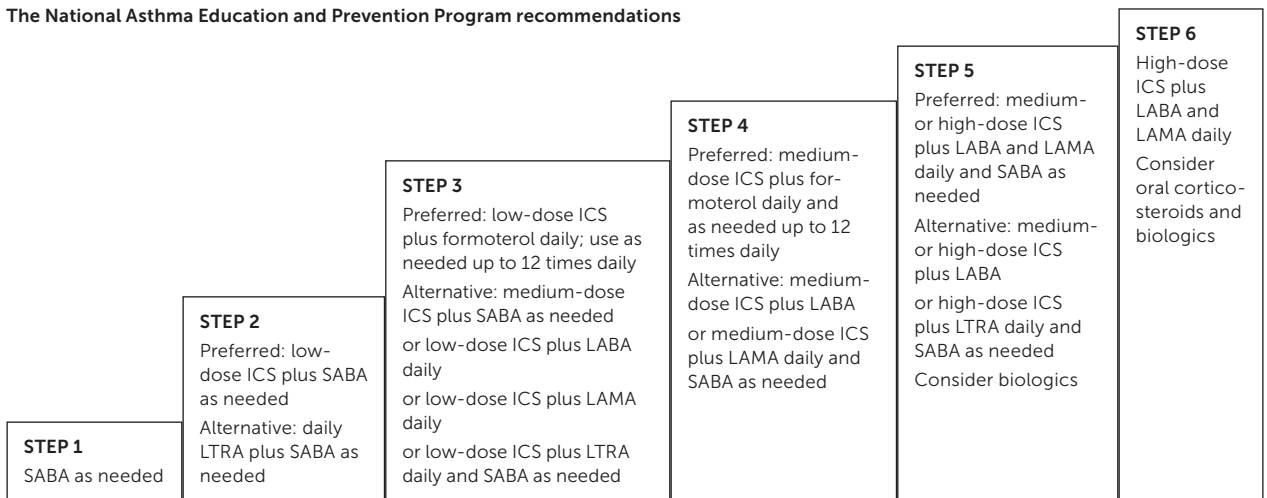 The National Asthma Education and Prevention Program recommendations
STEP 1
SABA as needed
STEP 2
Preferred: low-
dose ICS plus SABA
as needed
Alternative: daily
LTRA plus SABA as
needed
STEP 3
Preferred: low-dose ICS
plus formoterol daily; use as
needed up to 12 times daily
Alternative: medium-dose
ICS plus SABA as needed
or low-dose ICS plus LABA
daily
or low-dose ICS plus LAMA
daily
or low-dose ICS plus LTRA
daily and SABA as needed
STEP 4
Preferred: medium-
dose ICS plus for-
moterol daily and
as needed up to 12
times daily
Alternative: medium-
dose ICS plus LABA
or medium-dose ICS
plus LAMA daily and
SABA as needed
STEP 5
Preferred: medium-
or high-dose ICS
plus LABA and LAMA
daily and SABA as
needed
Alternative: medium-
or high-dose ICS
plus LABA
or high-dose ICS
plus LTRA daily and
SABA as needed
Consider biologics
STEP 6
High-dose
ICS plus
LABA and
LAMA daily
Consider
oral cortico-
steroids and
biologics